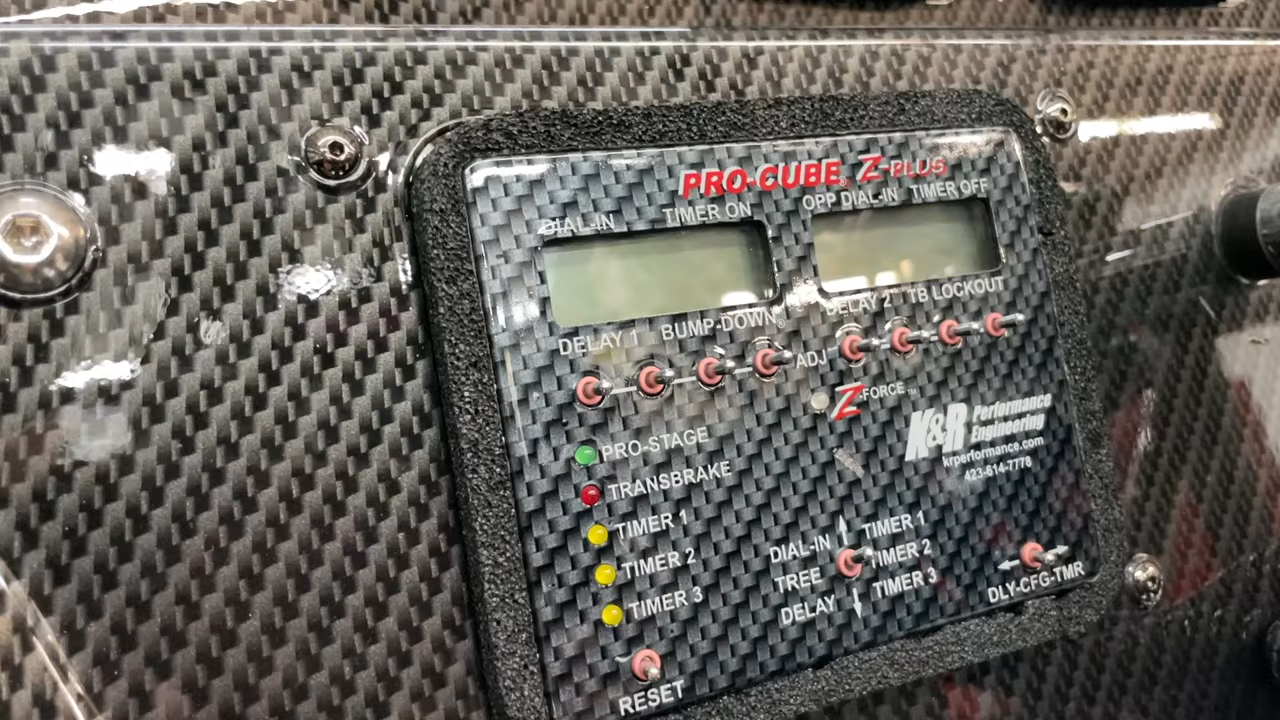 PRO-CUBE® Z-PLUS
DIAL-IN TIMER ON OPP DIAL-IN TIMER OFF
DELAY 1 BUMP-DOWN® DELAY 2 TB LOCKOUT
ADJ
Z-FORCE™
K&R Performance
Engineering
krperformance.com
423-614-7778
PRO-STAGE
TRANSBRAKE
TIMER 1
TIMER 2
TIMER 3
DIAL-IN TIMER 1
TREE TIMER 2
DELAY TIMER 3
DLY-CFG-TMR
RESET